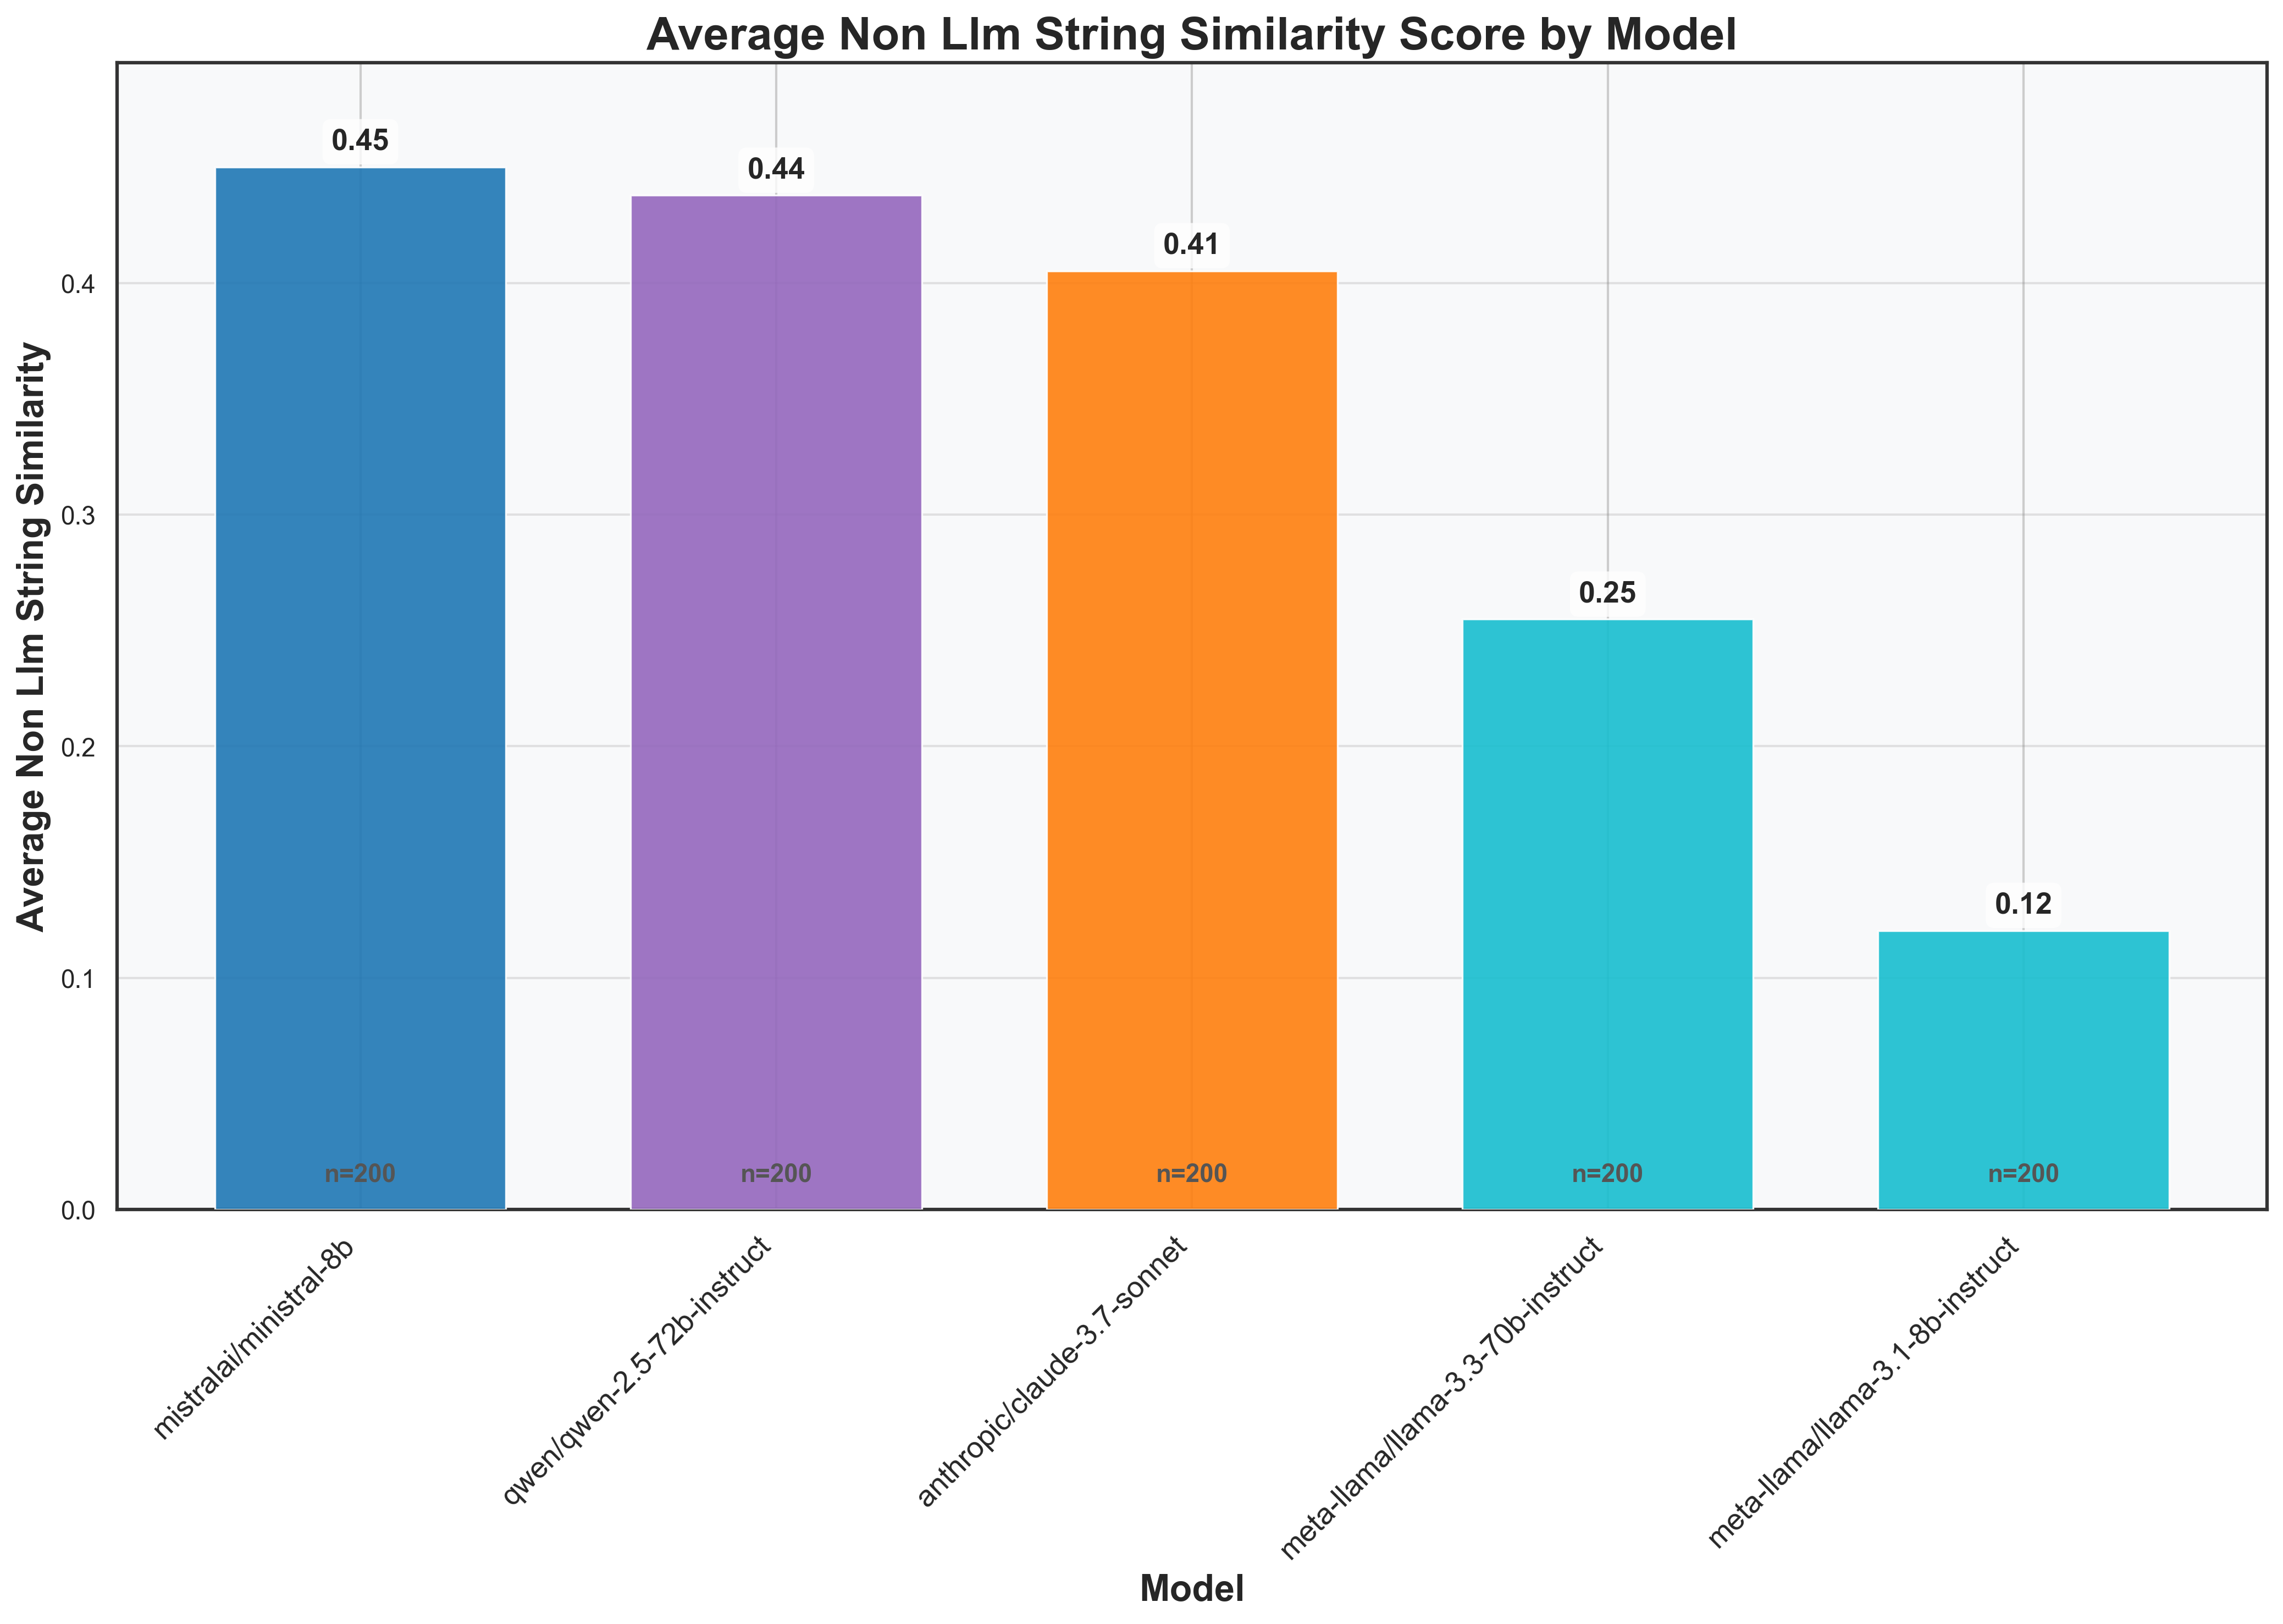 Average Non Llm String Similarity Score by Model
Average Non Llm String Similarity
0.4
0.3
0.2
0.1
0.0
0.45
0.44
0.41
0.25
0.12
n=200
n=200
n=200
n=200
n=200
mistralai/ministral-8b
qwen/qwen-2.5-72b-instruct
anthropic/claude-3.7-sonnet
meta-llama/llama-3.3-70b-instruct
meta-llama/llama-3.1-8b-instruct
Model